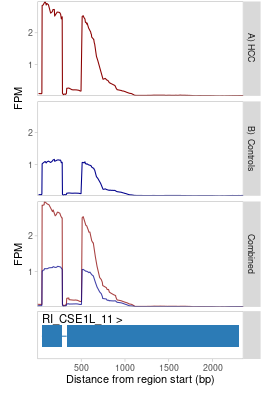 A) HCC
2
1
FPM
B) Controls
2
1
FPM
Combined
2
1
RI_CSE1L_11 >
500
1000
1500
2000
Distance from region start (bp)